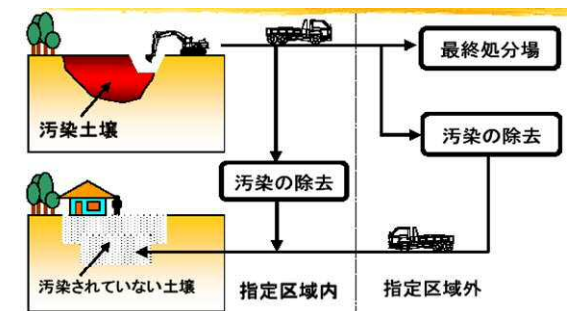 最終処分場
汚染土壌
汚染の除去
汚染の除去
汚染されていない土壌
指定区域内
指定区域外